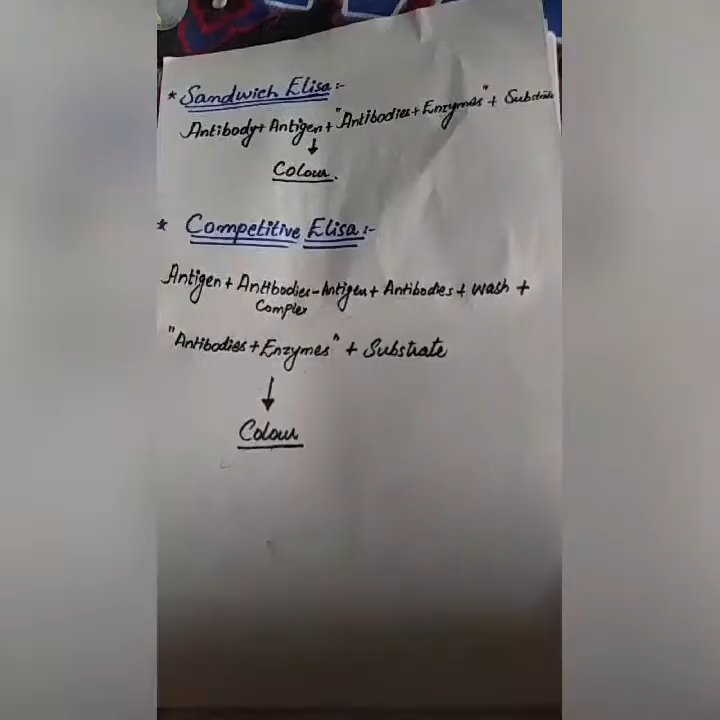 * Sandwich Elisa :-
Antibody + Antigen + "Antibodies + Enzymes" + Substrate
↓
Colour.
* Competitive Elisa :-
Antigen + Antibodies - Antigen + Antibodies + wash +
Complex
"Antibodies + Enzymes" + Substrate
↓
Colour